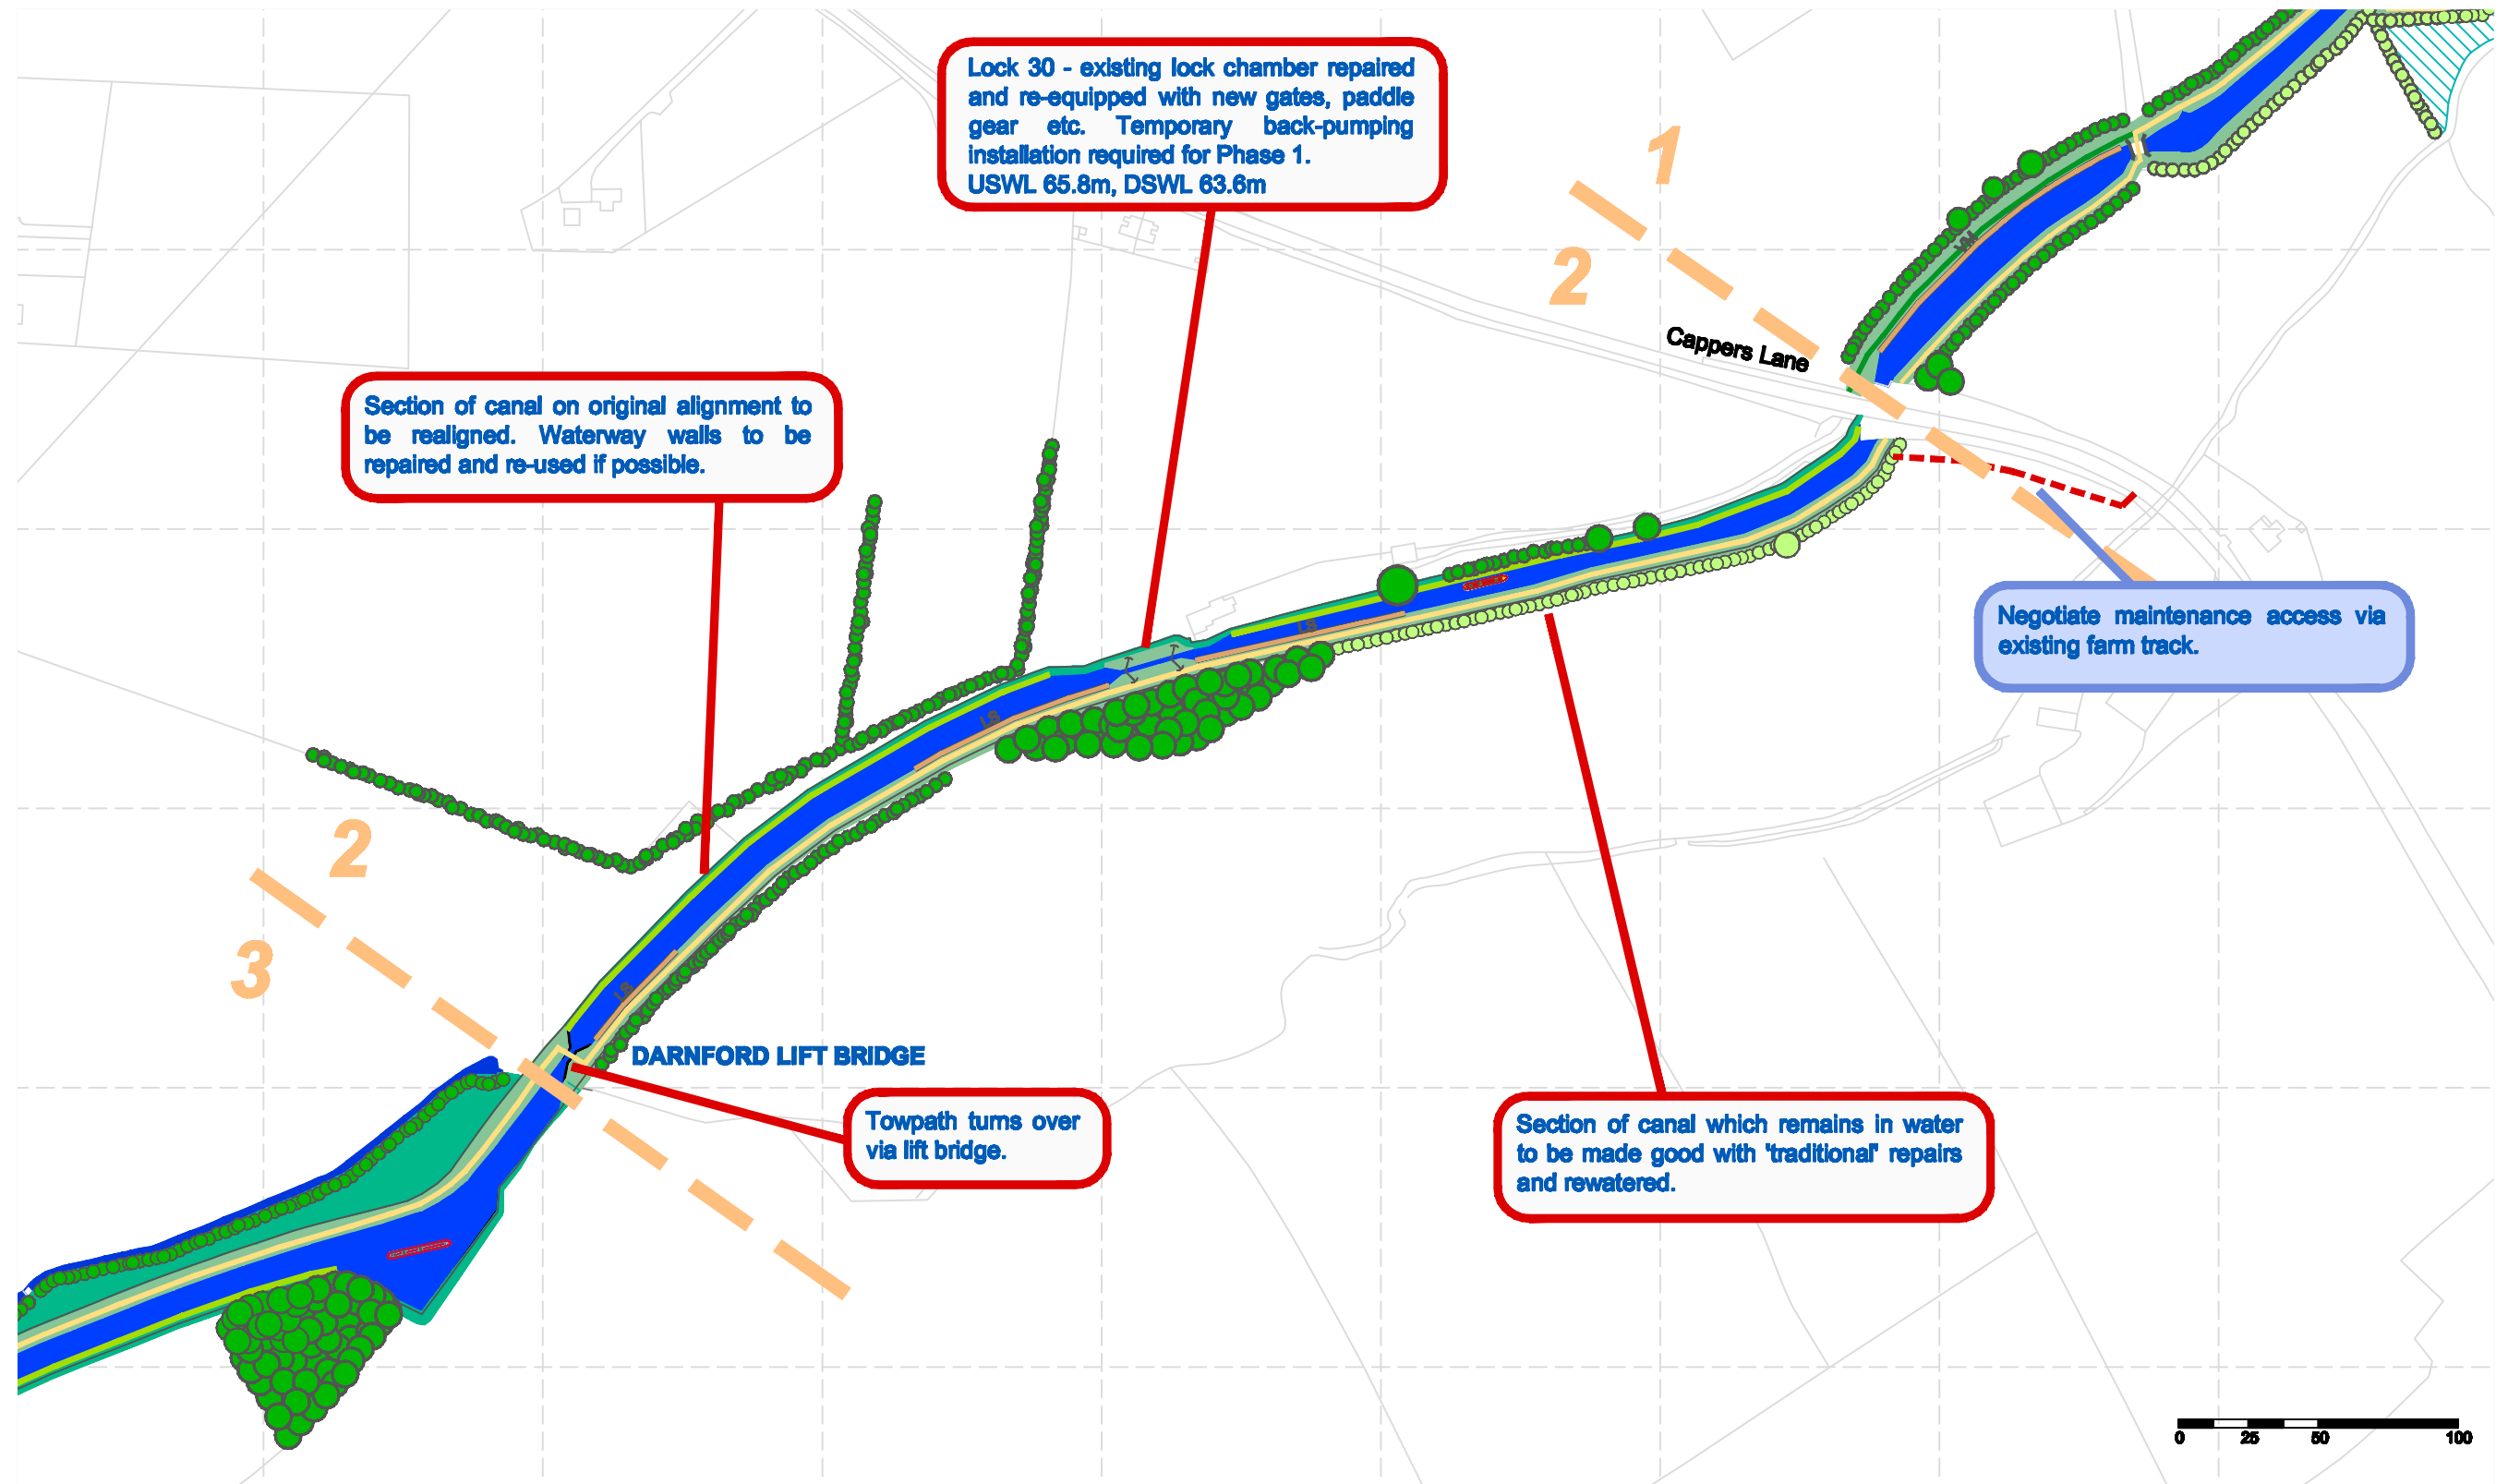 Lock 30 - existing lock chamber repaired
and re-equipped with new gates, paddle
gear etc. Temporary back-pumping
installation required for Phase 1.
USWL 65.8m, DSWL 63.6m
1
2
Cappers Lane
Section of canal on original alignment to
be realigned. Waterway walls to be
repaired and re-used if possible.
Negotiate maintenance access via
existing farm track.
LB
LB
2
3
LB
DARNFORD LIFT BRIDGE
Towpath turns over
via lift bridge.
Section of canal which remains in water
to be made good with 'traditional' repairs
and rewatered.
0 25 50 100